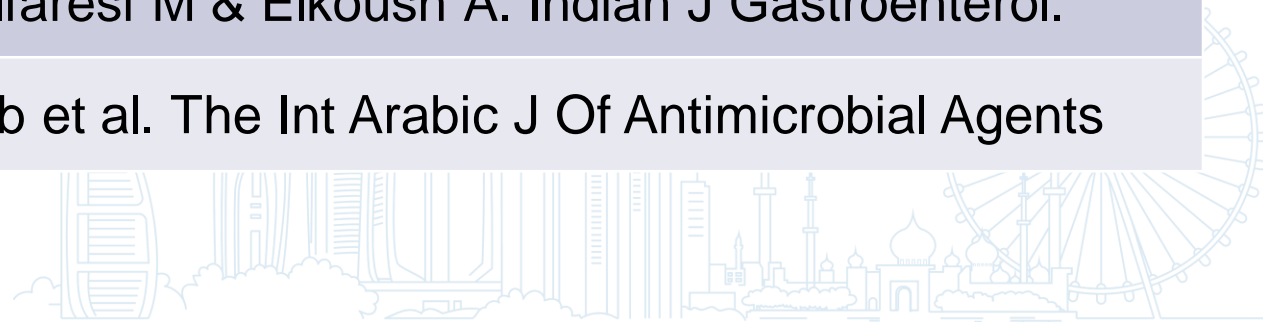 M & Elkoush A. Indian J Gastroenterol.
b et al. The Int Arabic J Of Antimicrobial Agents